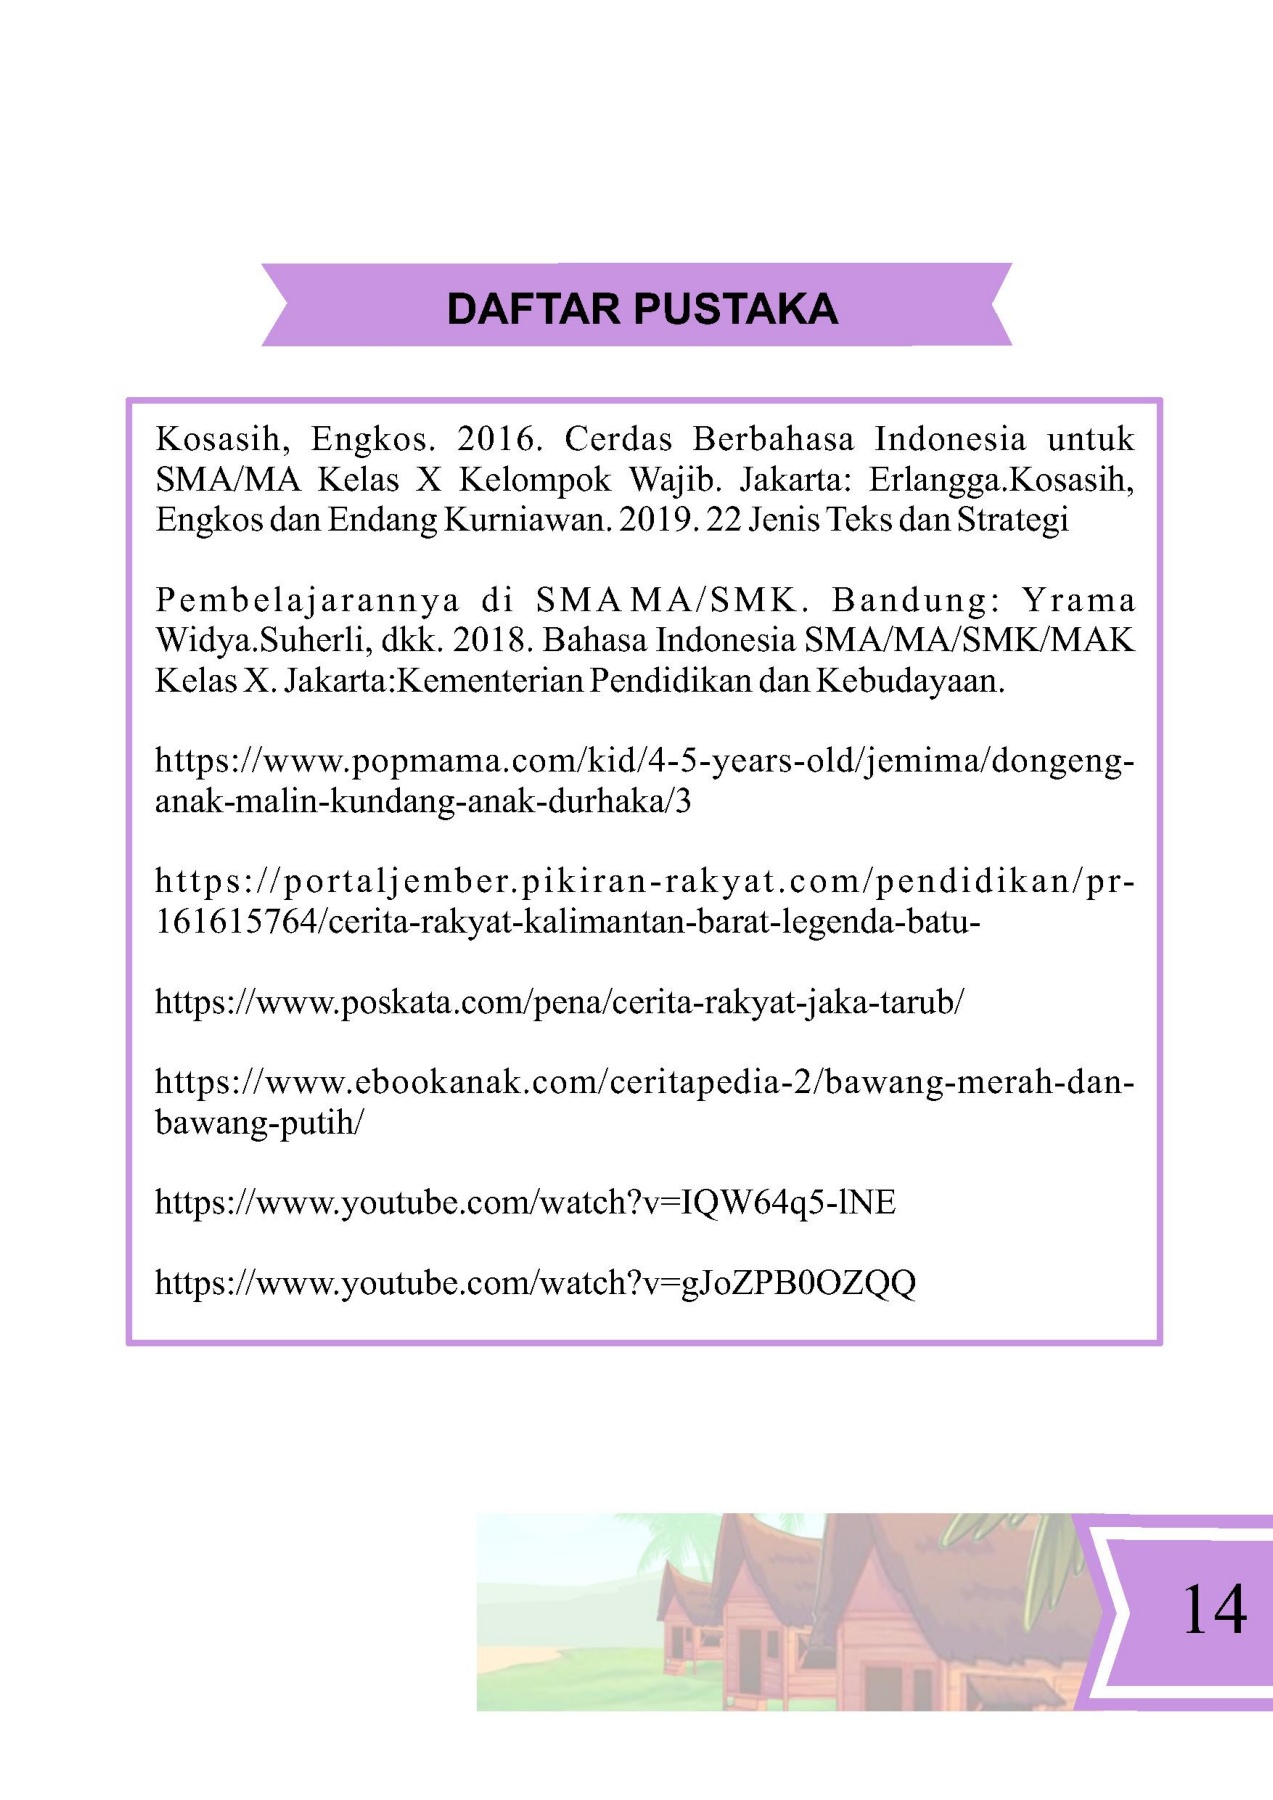 DAFTAR PUSTAKA
Kosasih, Engkos. 2016. Cerdas Berbahasa Indonesia untuk
SMA/MA Kelas X Kelompok Wajib. Jakarta: Erlangga.Kosasih,
Engkos dan Endang Kurniawan. 2019. 22 Jenis Teks dan Strategi
Pembelajarannya di SMAMA/SMK. Bandung: Yrama
Widya.Suherli, dkk. 2018. Bahasa Indonesia SMA/MA/SMK/MAK
Kelas X. Jakarta:Kementerian Pendidikan dan Kebudayaan.
https://www.popmama.com/kid/4-5-years-old/jemima/dongeng-
anak-malin-kundang-anak-durhaka/3
https://portaljember.pikiran-rakyat.com/pendidikan/pr-
161615764/cerita-rakyat-kalimantan-barat-legenda-batu-
https://www.poskata.com/pena/cerita-rakyat-jaka-tarub/
https://www.ebookanak.com/ceritapedia-2/bawang-merah-dan-
bawang-putih/
https://www.youtube.com/watch?v=IQW64q5-lNE
https://www.youtube.com/watch?v=gJoZPB0OZQQ
14